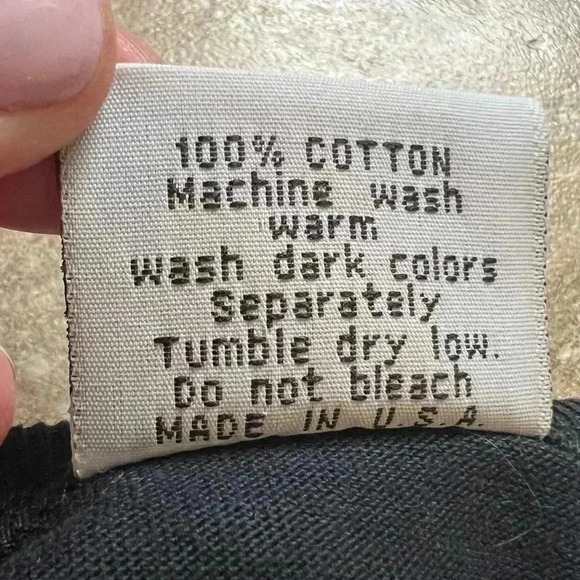 100% COTTON
Machine wash
warm
wash dark colors
Separately
Tumble dry low.
Do not bleach
MADE IN U.S.A.